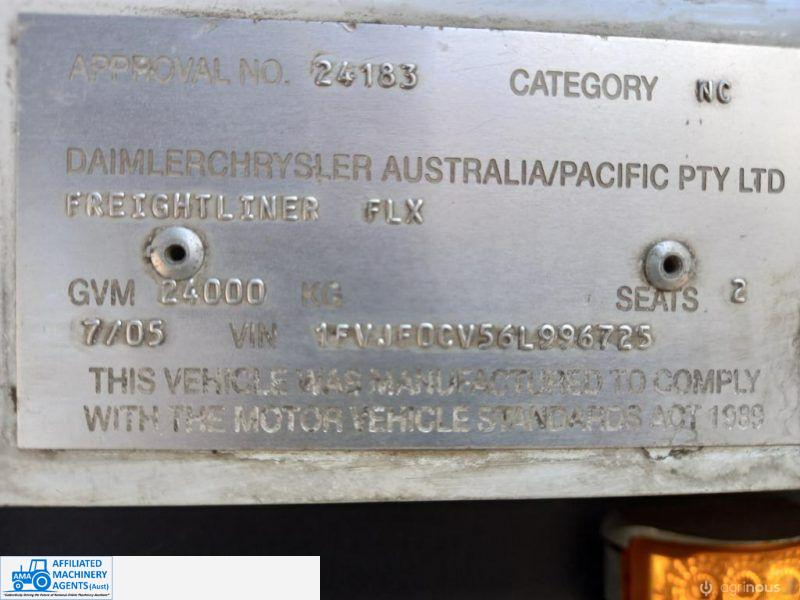 APPROVAL NO. 24183 CATEGORY NC
DAIMLERCHRYSLER AUSTRALIA/PACIFIC PTY LTD
FREIGHTLINER FLX
GVM 24000 KG SEATS 2
7/05 VIN 1FVJF0CV56L996725
THIS VEHICLE WAS MANUFACTURED TO COMPLY
WITH THE MOTOR VEHICLE STANDARDS ACT 1989
AMA
AFFILIATED
MACHINERY
AGENTS (Aust)
agrinous